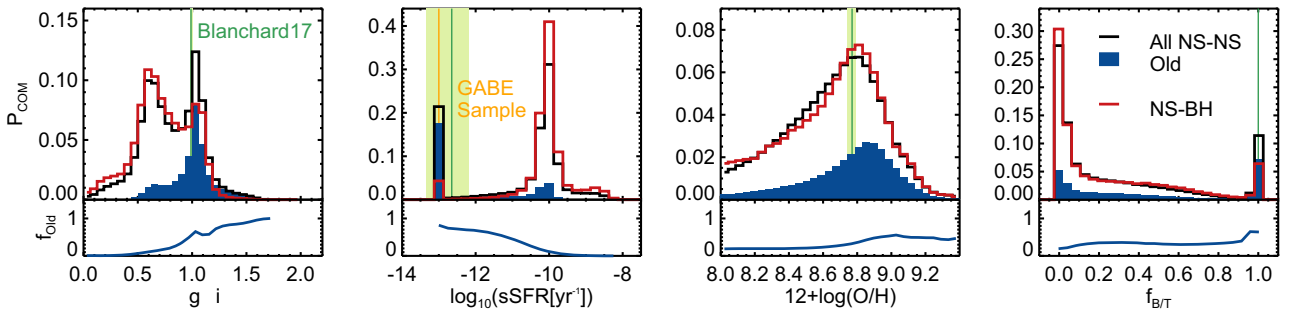 P_COM
0.15
0.10
0.05
0.00
Blanchard17
f_Old
1
0
0.0 0.5 1.0 1.5 2.0
g i
0.4
0.3
0.2
0.1
0.0
GABE
Sample
1
0
-14 -12 -10 -8
log₁₀(sSFR[yr⁻¹])
0.08
0.06
0.04
0.02
0.00
1
0
8.0 8.2 8.4 8.6 8.8 9.0 9.2
12+log(O/H)
0.30
0.25
0.20
0.15
0.10
0.05
0.00
All NS-NS
Old
NS-BH
1
0
0.0 0.2 0.4 0.6 0.8 1.0
f_B/T